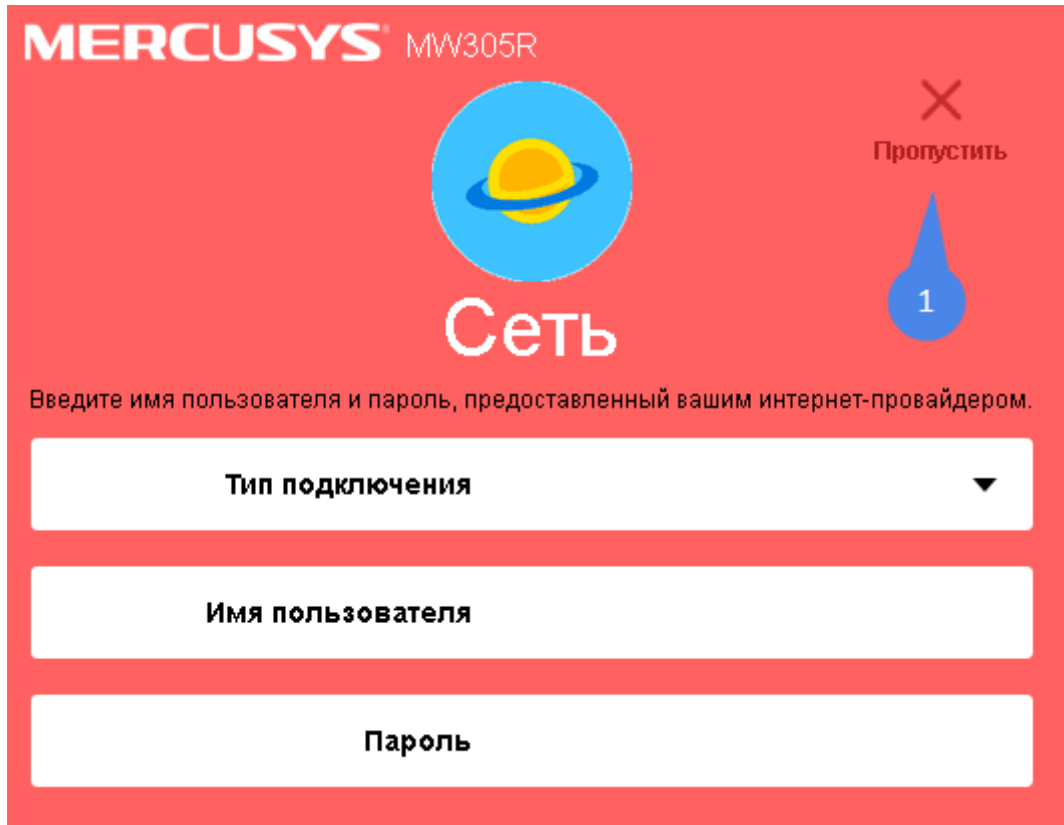 MERCUSYS MW305R
Пропустить
1
Сеть
Введите имя пользователя и пароль, предоставленный вашим интернет-провайдером.
Тип подключения
Имя пользователя
Пароль